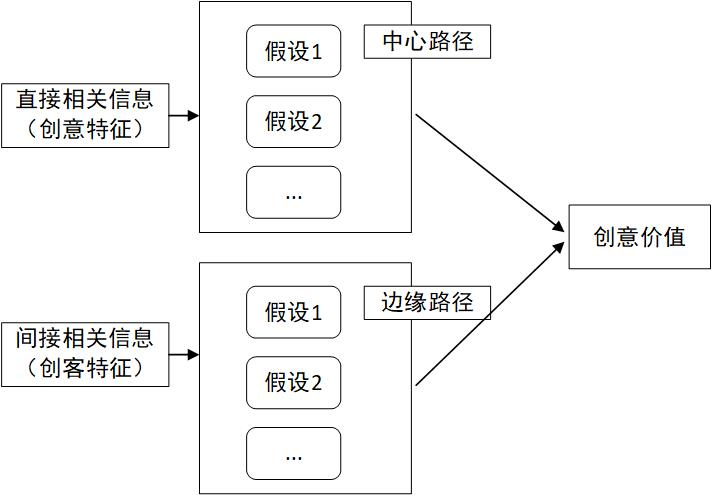 假设1
中心路径
直接相关信息
（创意特征）
假设2
...
创意价值
假设1
边缘路径
间接相关信息
（创客特征）
假设2
...